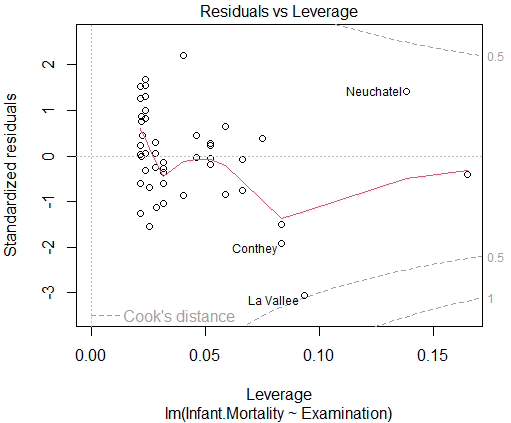 Residuals vs Leverage
Standardized residuals
2
1
0
-1
-2
-3
0.5
Neuchatel
Conthey
0.5
La Vallee
1
Cook's distance
0.00
0.05
0.10
0.15
Leverage
lm(Infant.Mortality ~ Examination)